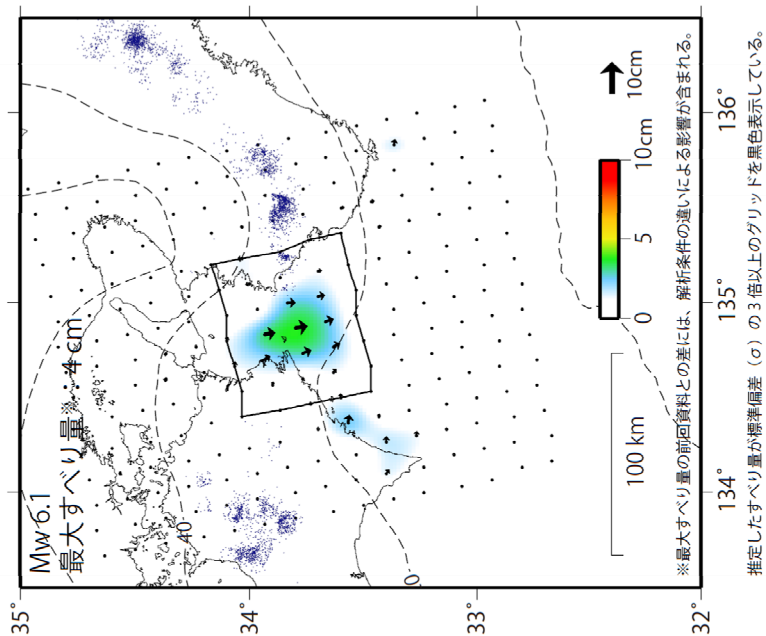 Mw 6.1
最大すべり量※：4 cm
35°
34°
33°
32°
134°
135°
136°
40
0
100 km
0
5
10cm
10cm
※最大すべり量の前回資料との差には、解析条件の違いによる影響が含まれる。
推定したすべり量が標準偏差（σ）の3倍以上のグリッドを黒色表示している。